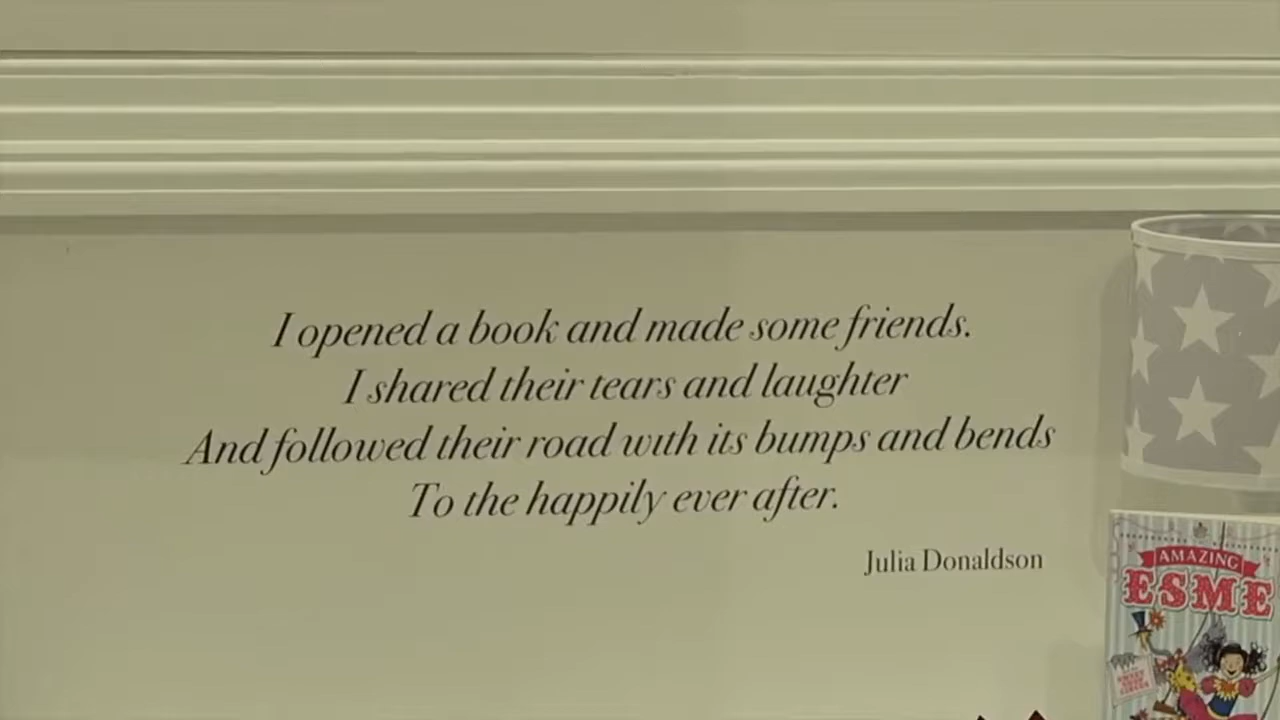 I opened a book and made some friends.
I shared their tears and laughter
And followed their road with its bumps and bends
To the happily ever after.
Julia Donaldson
AMAZING
ESME